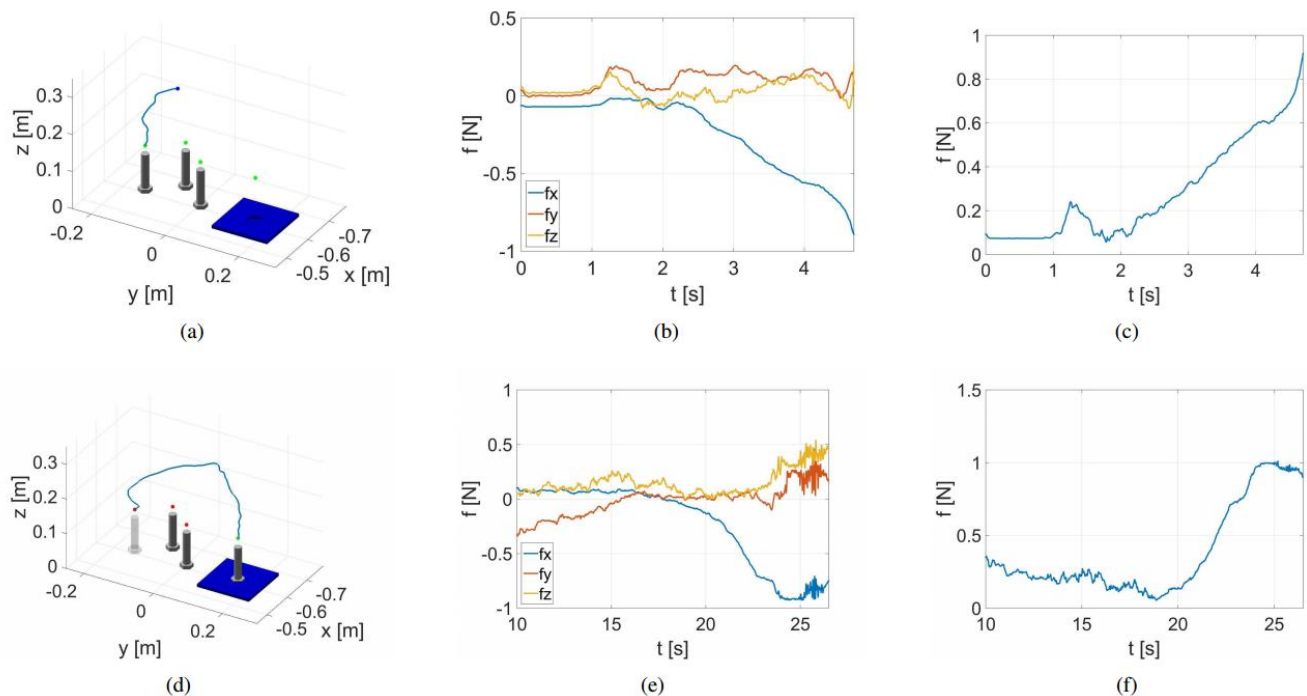 0.3
0.2
0.1
0
z [m]
-0.2
0
0.2
y [m]
-0.7
-0.6
-0.5
x [m]
(a)
0.5
0
-0.5
-1
f [N]
fx
fy
fz
0 1 2 3 4
t [s]
(b)
1
0.8
0.6
0.4
0.2
0
f [N]
0 1 2 3 4
t [s]
(c)
0.3
0.2
0.1
0
z [m]
-0.2
0
0.2
y [m]
-0.7
-0.6
-0.5
x [m]
(d)
1
0.5
0
-0.5
-1
f [N]
fx
fy
fz
10 15 20 25
t [s]
(e)
1.5
1
0.5
0
f [N]
10 15 20 25
t [s]
(f)